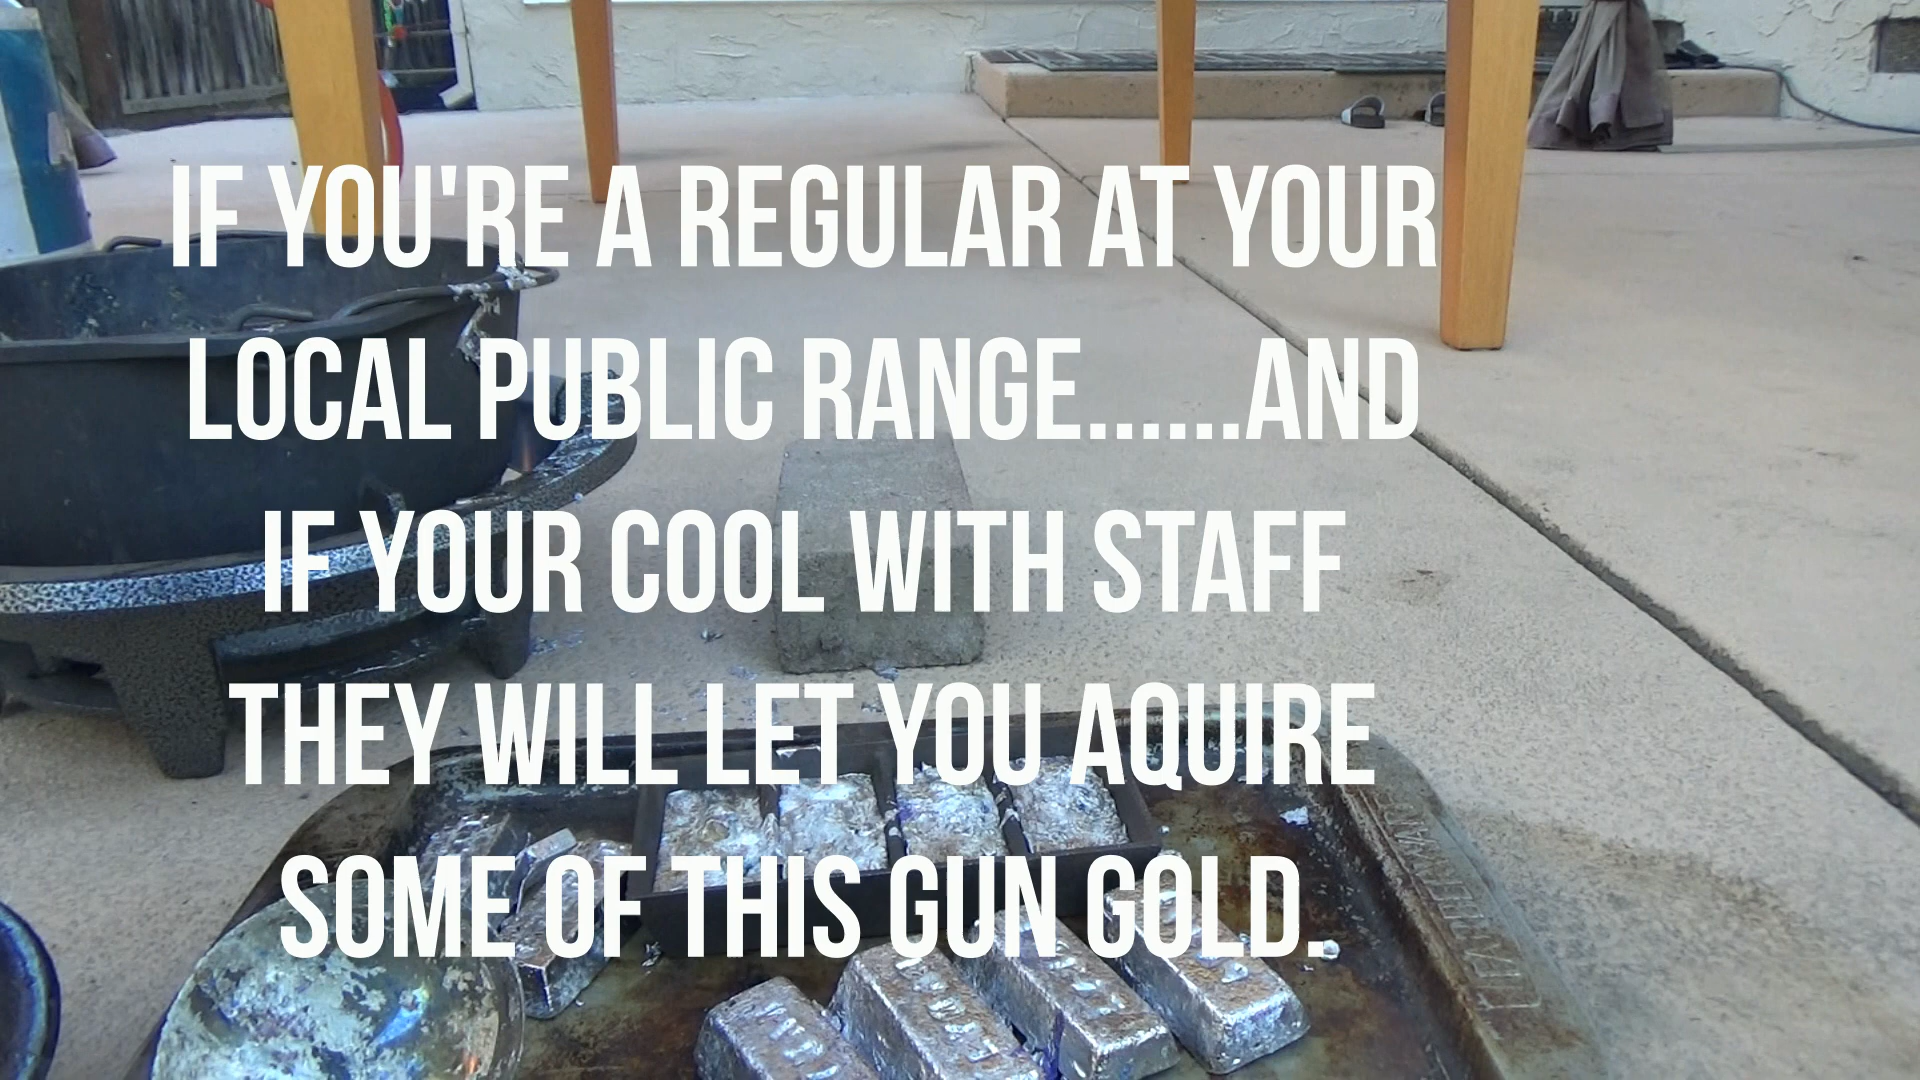 IF YOU'RE A REGULAR AT YOUR
LOCAL PUBLIC RANGE......AND
IF YOUR COOL WITH STAFF
THEY WILL LET YOU AQUIRE
SOME OF THIS GUN GOLD.